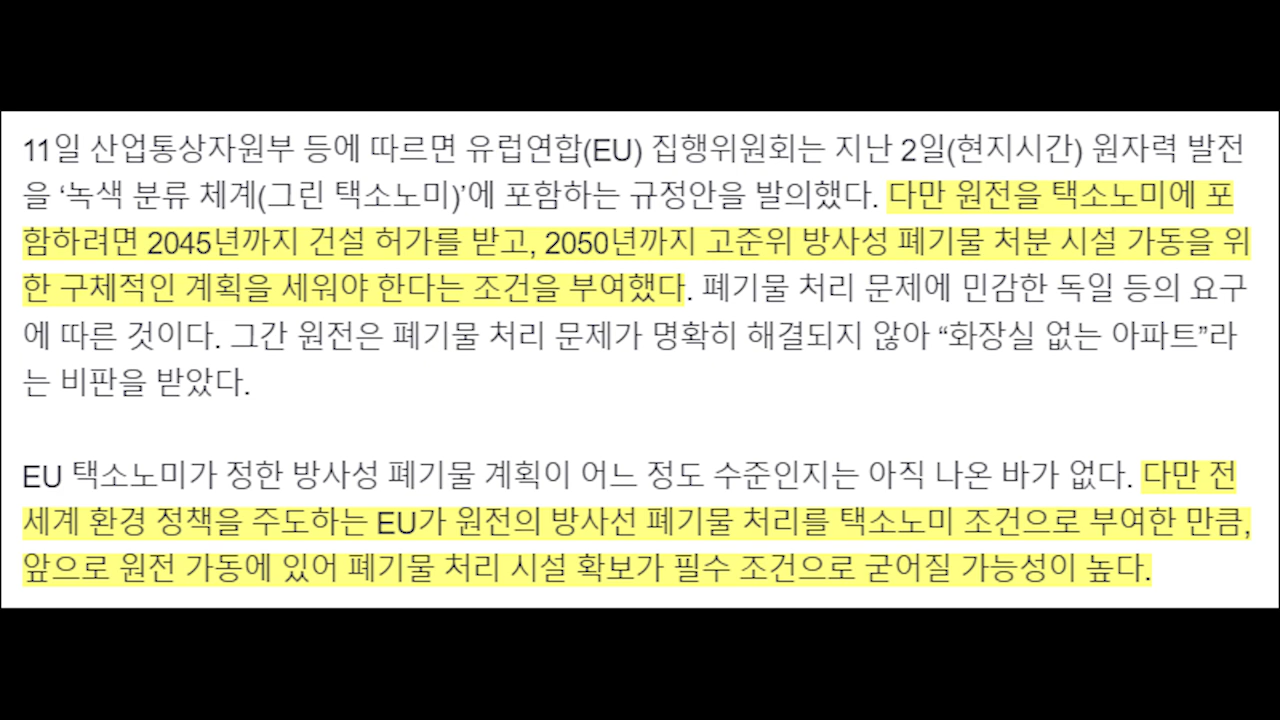 11일 산업통상자원부 등에 따르면 유럽연합(EU) 집행위원회는 지난 2일(현지시간) 원자력 발전
을 ‘녹색 분류 체계(그린 택소노미)’에 포함하는 규정안을 발의했다. 다만 원전을 택소노미에 포
함하려면 2045년까지 건설 허가를 받고, 2050년까지 고준위 방사성 폐기물 처분 시설 가동을 위
한 구체적인 계획을 세워야 한다는 조건을 부여했다. 폐기물 처리 문제에 민감한 독일 등의 요구
에 따른 것이다. 그간 원전은 폐기물 처리 문제가 명확히 해결되지 않아 “화장실 없는 아파트”라
는 비판을 받았다.
EU 택소노미가 정한 방사성 폐기물 계획이 어느 정도 수준인지는 아직 나온 바가 없다. 다만 전
세계 환경 정책을 주도하는 EU가 원전의 방사선 폐기물 처리를 택소노미 조건으로 부여한 만큼,
앞으로 원전 가동에 있어 폐기물 처리 시설 확보가 필수 조건으로 굳어질 가능성이 높다.